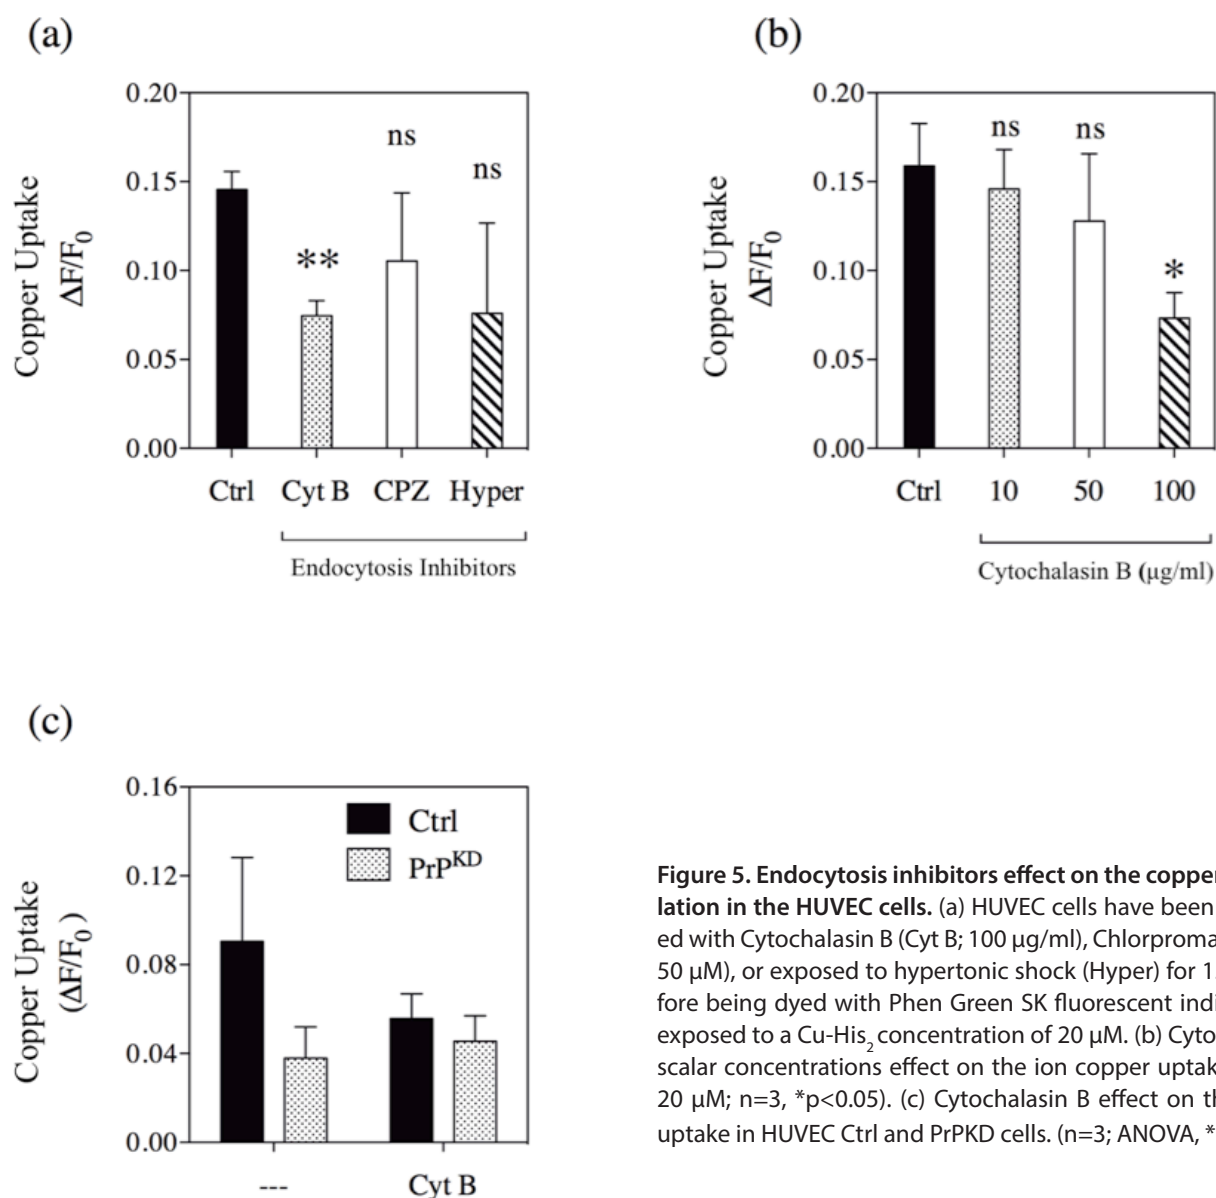 (a)
0.20
0.15
0.10
0.05
0.00
Copper Uptake
ΔF/F0
**
ns
ns
Ctrl Cyt B CPZ Hyper
Endocytosis Inhibitors
(b)
0.20
0.15
0.10
0.05
0.00
Copper Uptake
ΔF/F0
ns
ns
*
Ctrl 10 50 100
Cytochalasin B (µg/ml)
(c)
0.16
0.12
0.08
0.04
0.00
Copper Uptake
(ΔF/F0 )
Ctrl
PrPKD
--- Cyt B
Figure 5. Endocytosis inhibitors effect on the copper
lation in the HUVEC cells. (a) HUVEC cells have been
ed with Cytochalasin B (Cyt B; 100 µg/ml), Chlorproma
50 µM), or exposed to hypertonic shock (Hyper) for 1
fore being dyed with Phen Green SK fluorescent indi
exposed to a Cu-His2 concentration of 20 µM. (b) Cyto
scalar concentrations effect on the ion copper uptak
20 µM; n=3, *p<0.05). (c) Cytochalasin B effect on th
uptake in HUVEC Ctrl and PrPKD cells. (n=3; ANOVA, *